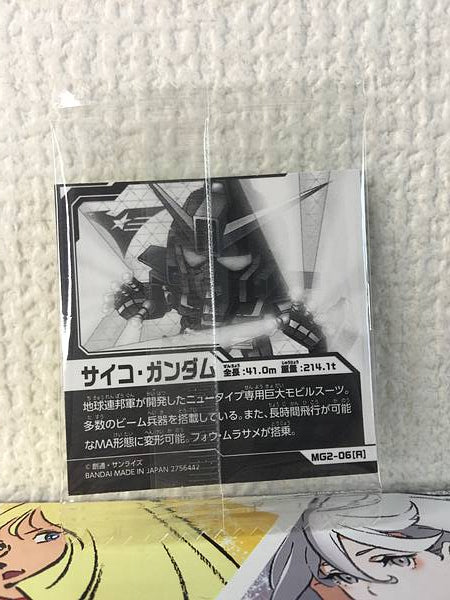 サイコ・ガンダム 全長:41.0m 重量:214.1t
地球連邦軍が開発したニュータイプ専用巨大モビルスーツ。
多数のビーム兵器を搭載している。また、長時間飛行が可能
なMA形態に変形可能。フォウ・ムラサメが搭乗。
© 創通・サンライズ
BANDAI MADE IN JAPAN 2756442
MG2-06[A]